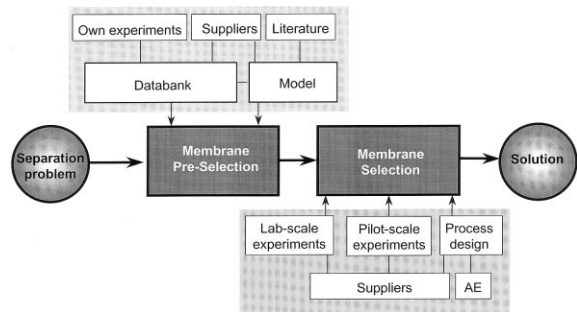 Own experiments
Suppliers
Literature
Databank
Model
Separation
problem
Membrane
Pre-Selection
Membrane
Selection
Solution
Lab-scale
experiments
Pilot-scale
experiments
Process
design
Suppliers
AE